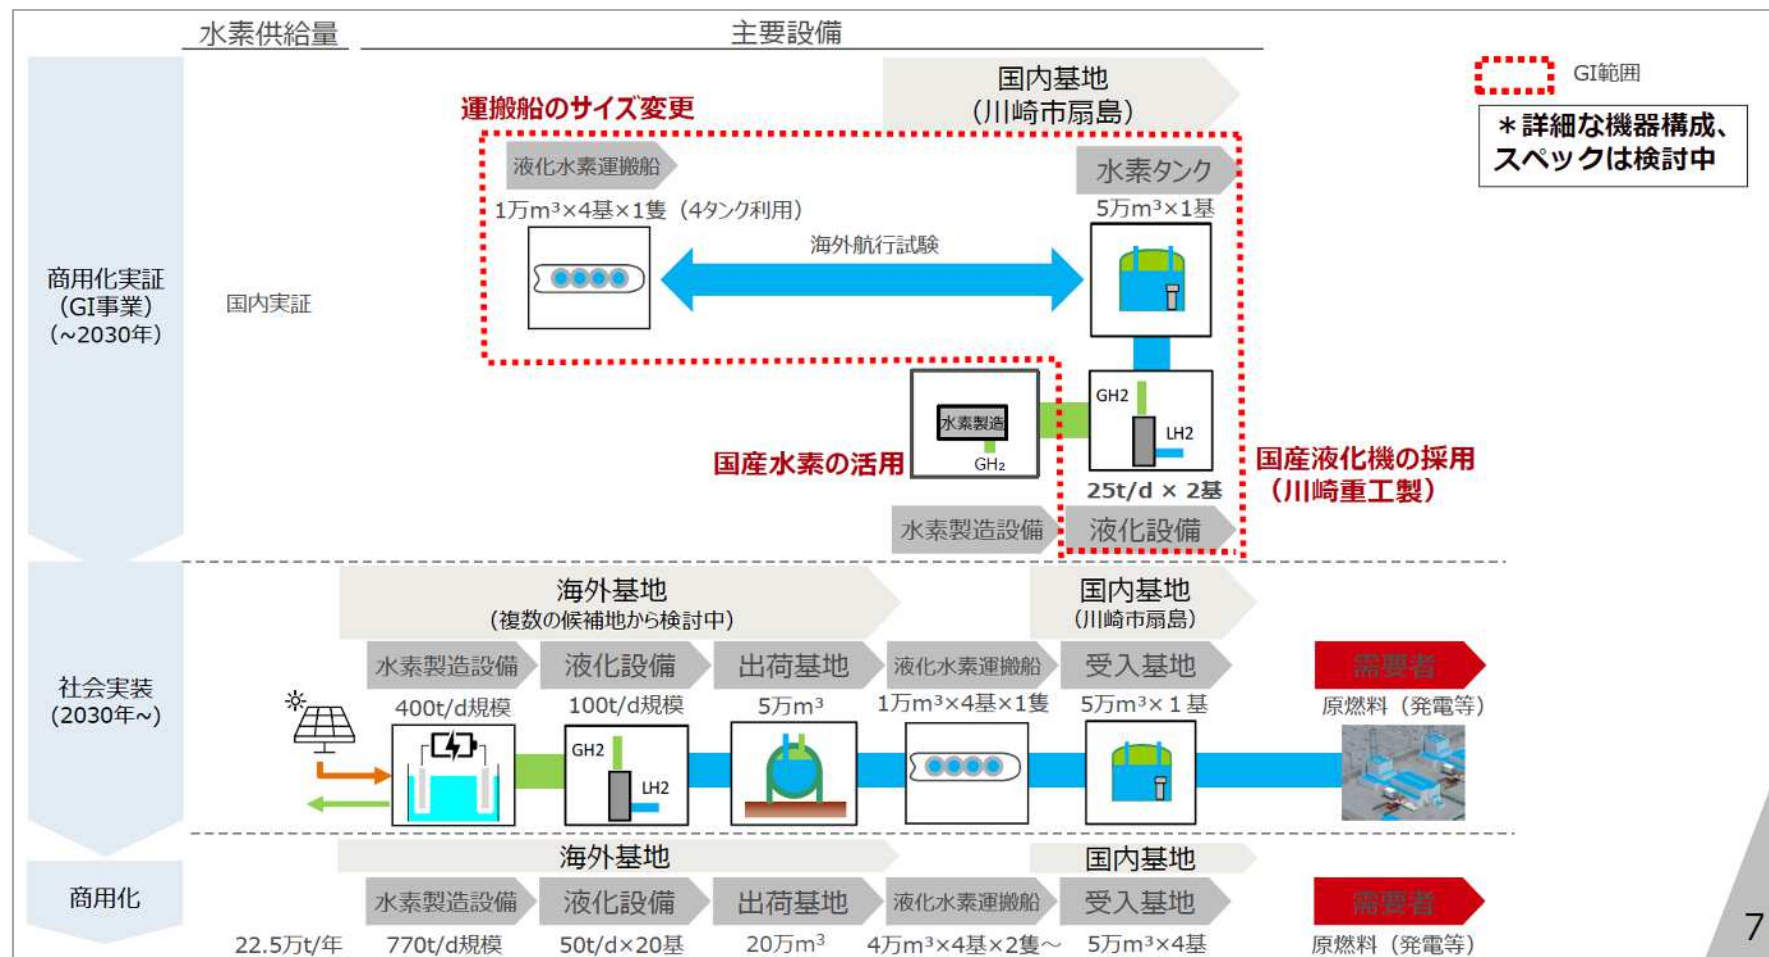 水素供給量
主要設備
国内基地
(川崎市扇島)
GI範囲
＊詳細な機器構成、
スペックは検討中
運搬船のサイズ変更
液化水素運搬船
水素タンク
1万m³×4基×1隻（4タンク利用）
5万m³×1基
海外航行試験
商用化実証
(GI事業)
(~2030年)
国内実証
水素製造
GH₂
GH2
LH2
国産水素の活用
25t/d × 2基
国産液化機の採用
（川崎重工製）
水素製造設備
液化設備
海外基地
(複数の候補地から検討中)
国内基地
(川崎市扇島)
社会実装
(2030年~)
水素製造設備
液化設備
出荷基地
液化水素運搬船
受入基地
需要者
400t/d規模
100t/d規模
5万m³
1万m³×4基×1隻
5万m³×1基
原燃料（発電等）
GH2
LH2
海外基地
国内基地
商用化
水素製造設備
液化設備
出荷基地
液化水素運搬船
受入基地
需要者
22.5万t/年
770t/d規模
50t/d×20基
20万m³
4万m³×4基×2隻～
5万m³×4基
原燃料（発電等）
7